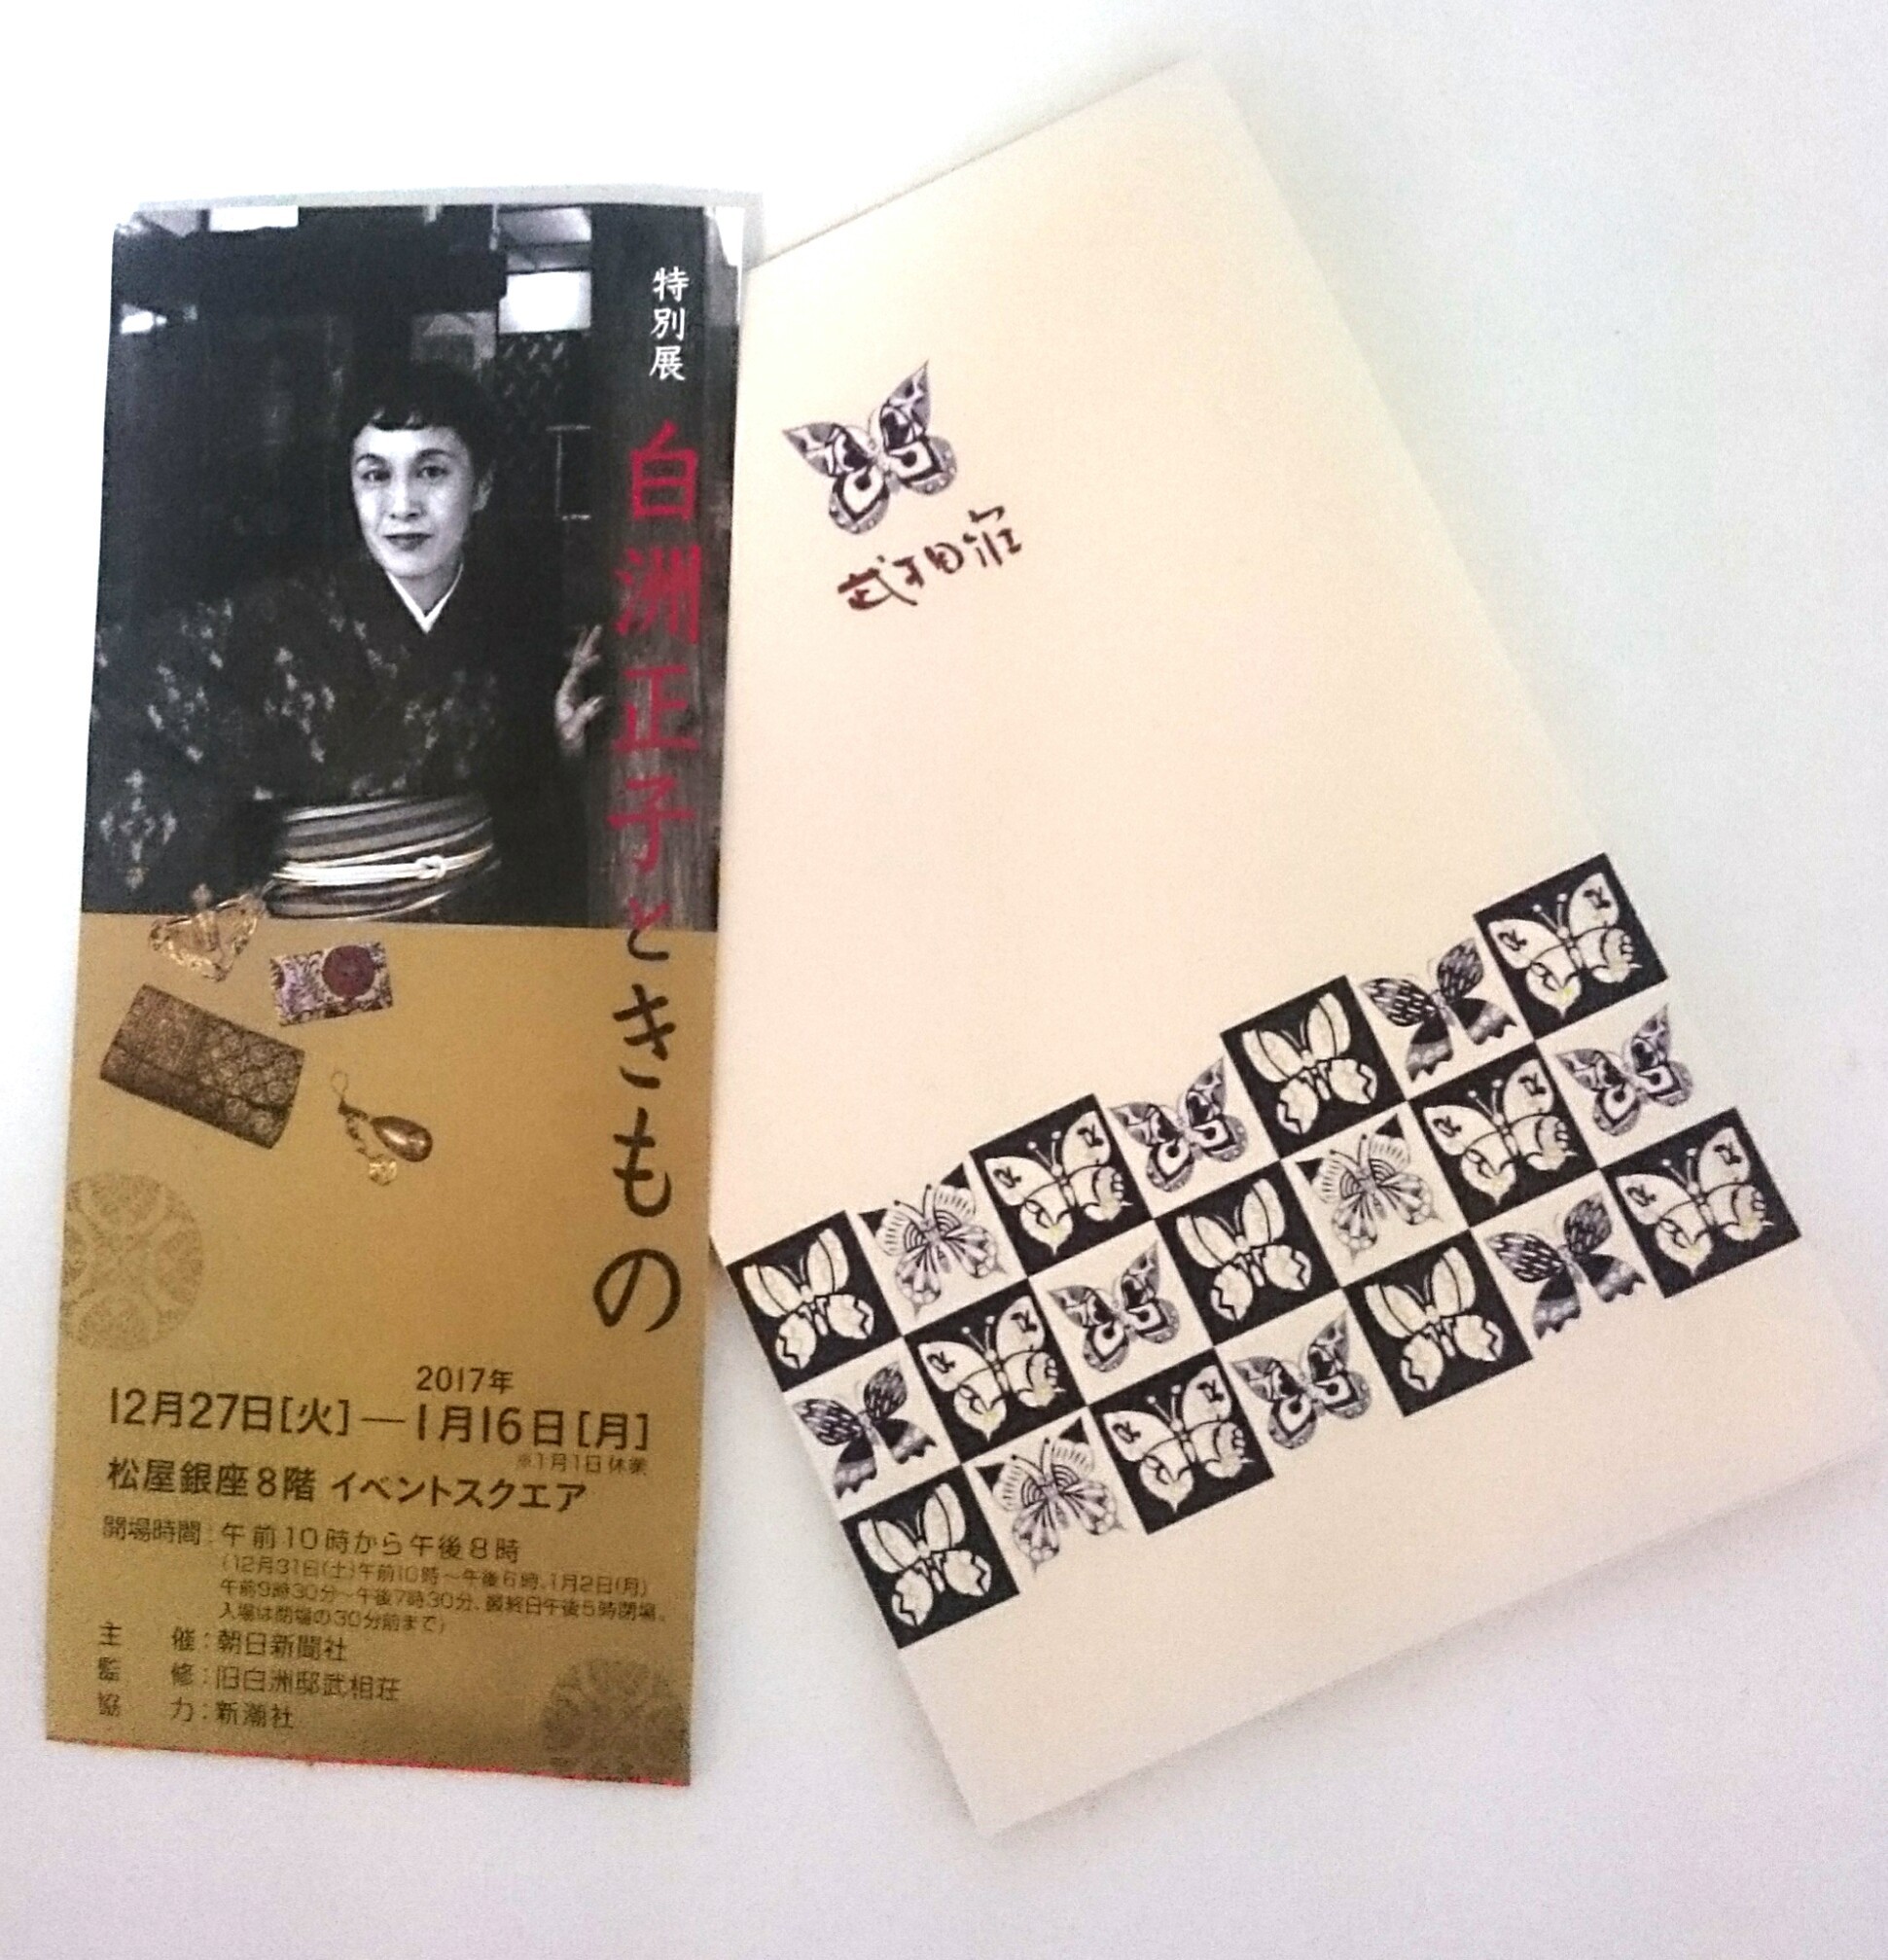 特別展
白洲正子ときもの
2017年
12月27日[火]―1月16日[月]
※1月1日休業
松屋銀座8階 イベントスクエア
開場時間:午前10時から午後8時
(12月31日(土)午前10時～午後6時、1月2日(月)
午前9時30分～午後7時30分、最終日午後5時閉場。
入場は閉場の30分前まで)
主催:朝日新聞社
監修:旧白洲邸武相荘
協力:新潮社
武相荘